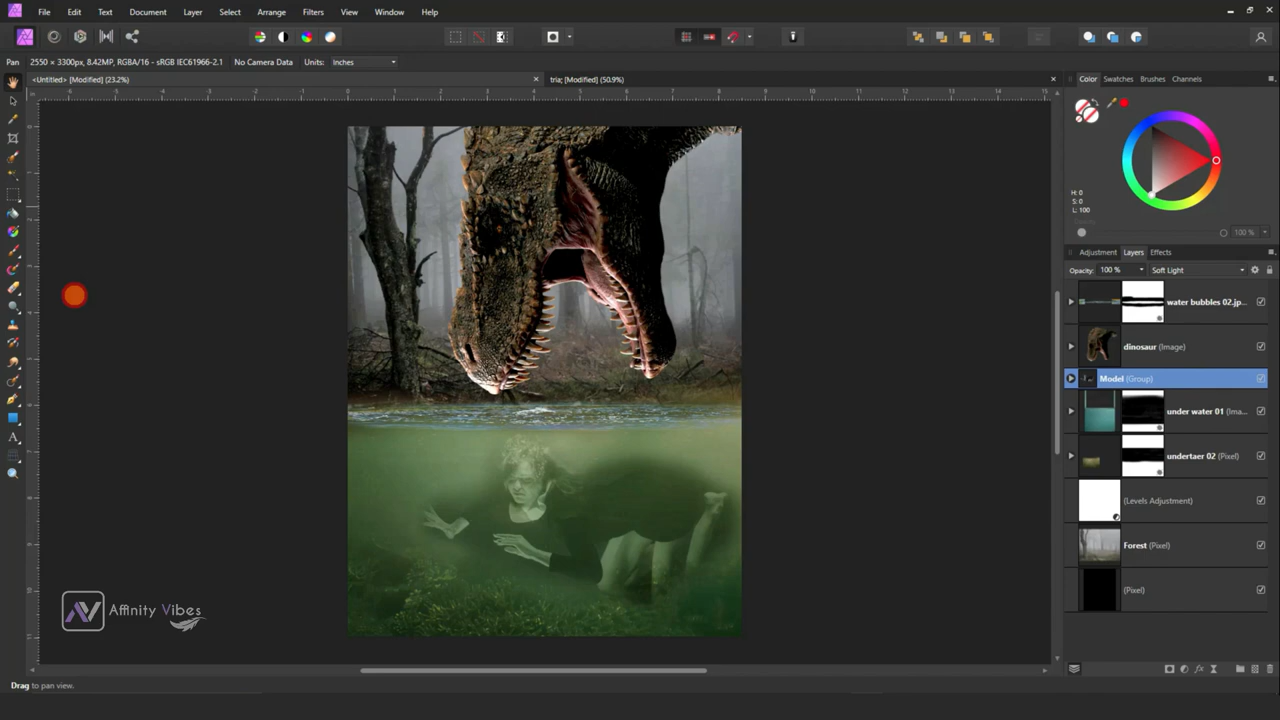 File Edit Text Document Layer Select Arrange Filters View Window Help
Pan 2550 × 3300px, 8.42MP, RGBA/16 - sRGB IEC61966-2.1 No Camera Data Units: Inches
<Untitled> [Modified] (23.2%)
tria; [Modified] (50.9%)
Color Swatches Brushes Channels
H: 0
S: 0
L: 100
100 %
Adjustment Layers Effects
Opacity: 100 % Soft Light
water bubbles 02.jp...
dinosaur (Image)
Model (Group)
under water 01 (Ima...
undertaer 02 (Pixel)
(Levels Adjustment)
Forest (Pixel)
(Pixel)
AV Affinity Vibes
Drag to pan view.